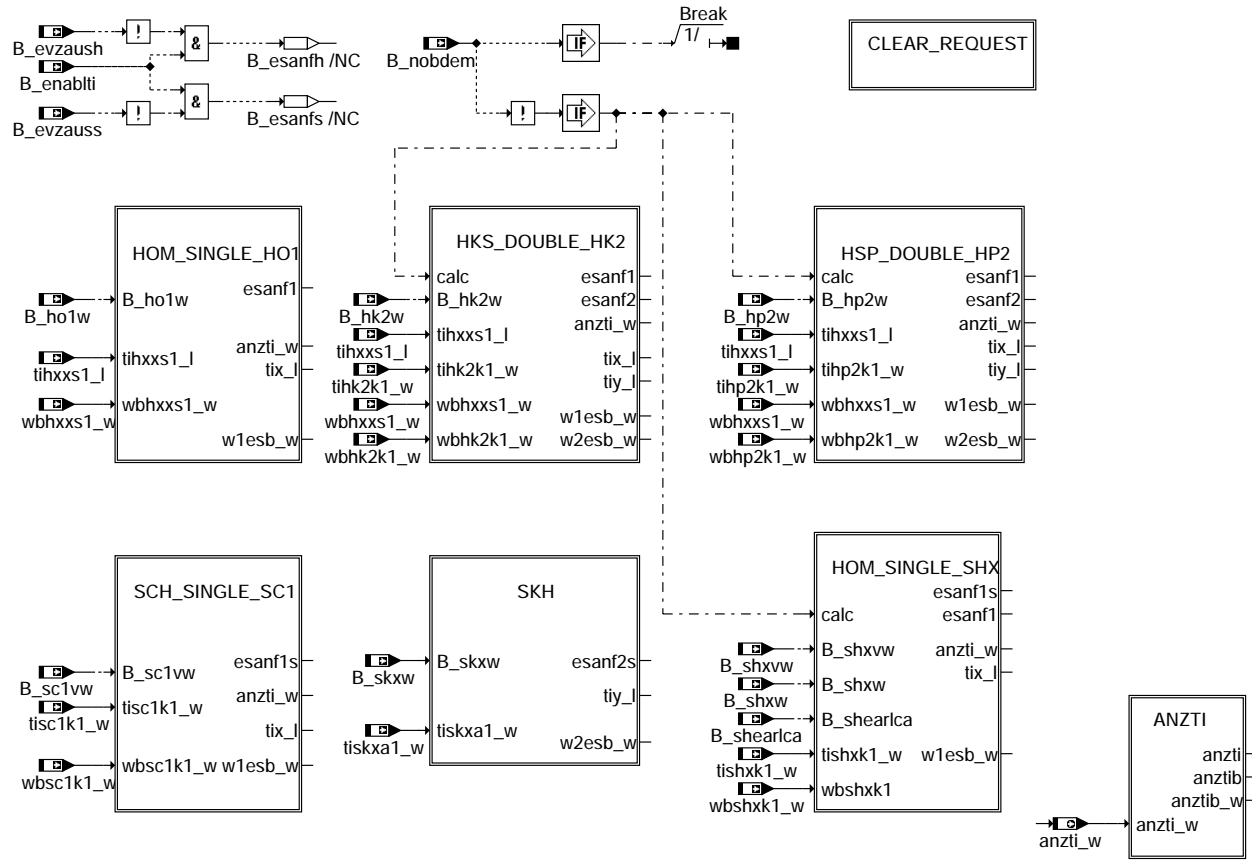 B_evzaush
!
&
B_esanfh /NC
B_enablti
B_evzauss
!
&
B_esanfs /NC
B_nobdem
IF
Break
1/
!
IF
CLEAR_REQUEST
HOM_SINGLE_HO1
esanf1
B_ho1w
B_ho1w
anzti_w
tihxxs1_l
tihxxs1_l
tix_l
wbhxxs1_w
wbhxxs1_w
w1esb_w
HKS_DOUBLE_HK2
calc
esanf1
B_hk2w
esanf2
B_hk2w
anzti_w
tihxxs1_l
tihxxs1_l
tix_l
tihk2k1_w
tihk2k1_w
tiy_l
wbhxxs1_w
wbhxxs1_w
w1esb_w
wbhk2k1_w
w2esb_w
wbhk2k1_w
HSP_DOUBLE_HP2
calc
esanf1
B_hp2w
esanf2
B_hp2w
anzti_w
tihxxs1_l
tihxxs1_l
tix_l
tihp2k1_w
tihp2k1_w
tiy_l
wbhxxs1_w
wbhxxs1_w
w1esb_w
wbhp2k1_w
w2esb_w
wbhp2k1_w
SCH_SINGLE_SC1
esanf1s
B_sc1vw
B_sc1vw
anzti_w
tisc1k1_w
tisc1k1_w
tix_l
wbsc1k1_w
w1esb_w
wbsc1k1_w
SKH
B_skxw
B_skxw
esanf2s
tiy_l
tiskxa1_w
tiskxa1_w
w2esb_w
HOM_SINGLE_SHX
esanf1s
calc
esanf1
B_shxvw
anzti_w
B_shxvw
tix_l
B_shxw
B_shxw
B_shearlca
B_shearlca
tishxk1_w
w1esb_w
tishxk1_w
wbshxk1
wbshxk1_w
ANZTI
anzti
anztib
anztib_w
anzti_w
anzti_w